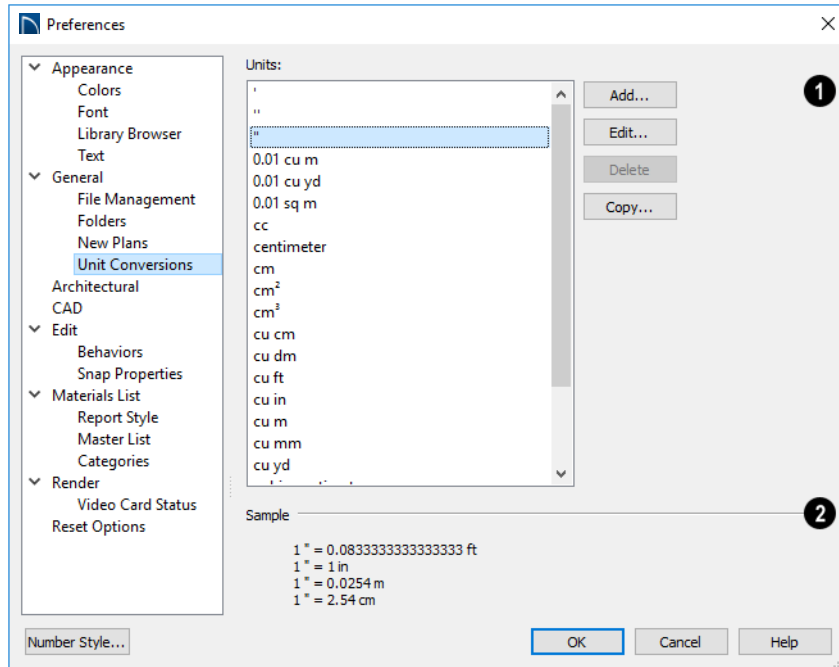 Preferences
Appearance
Colors
Font
Library Browser
Text
General
File Management
Folders
New Plans
Unit Conversions
Architectural
CAD
Edit
Behaviors
Snap Properties
Materials List
Report Style
Master List
Categories
Render
Video Card Status
Reset Options
Units:
'
''
"
0.01 cu m
0.01 cu yd
0.01 sq m
cc
centimeter
cm
cm²
cm³
cu cm
cu dm
cu ft
cu in
cu m
cu mm
cu yd
Add...
Edit...
Delete
Copy...
1
Sample
2
1 " = 0.0833333333333333 ft
1 " = 1 in
1 " = 0.0254 m
1 " = 2.54 cm
Number Style...
OK
Cancel
Help